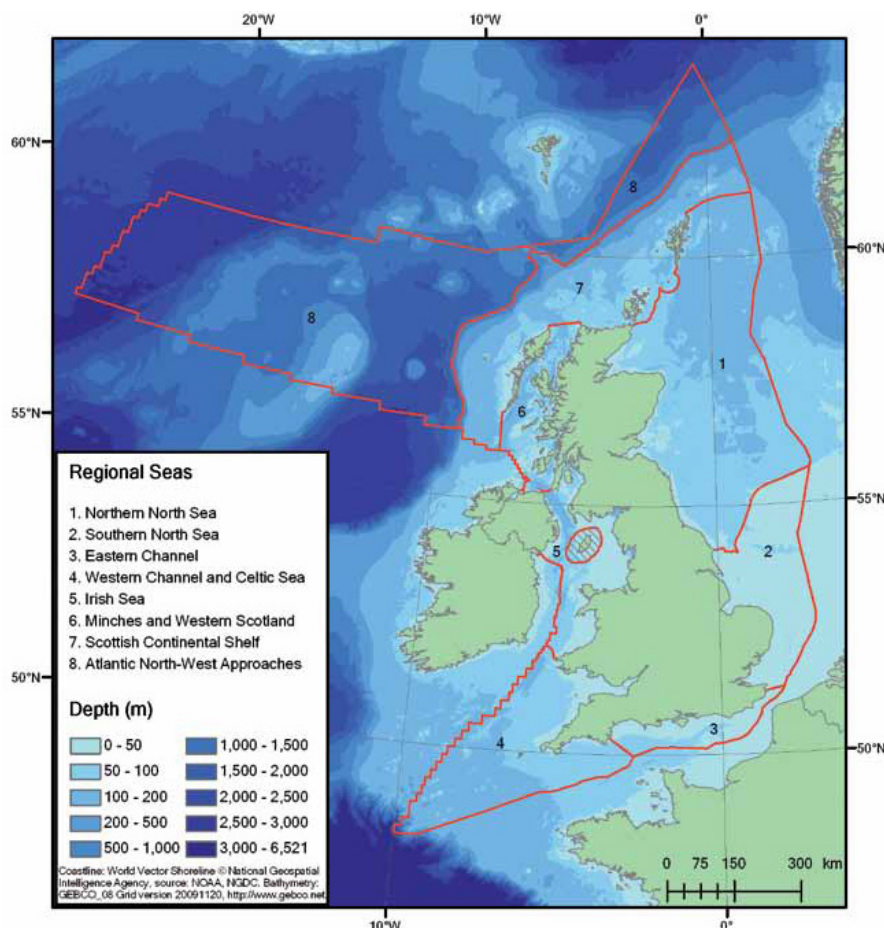 20°W 10°W 0°
60°N
60°N
8
7
8
1
6
55°N
55°N
2
5
50°N
3
50°N
4
Regional Seas
1. Northern North Sea
2. Southern North Sea
3. Eastern Channel
4. Western Channel and Celtic Sea
5. Irish Sea
6. Minches and Western Scotland
7. Scottish Continental Shelf
8. Atlantic North-West Approaches
Depth (m)
0 - 50 1,000 - 1,500
50 - 100 1,500 - 2,000
100 - 200 2,000 - 2,500
200 - 500 2,500 - 3,000
500 - 1,000 3,000 - 6,521
Coastline: World Vector Shoreline © National Geospatial
Intelligence Agency, source: NOAA, NGDC. Bathymetry:
GEBCO_08 Grid version 20091120, http://www.gebco.net
0 75 150 300 km
10°W 0°